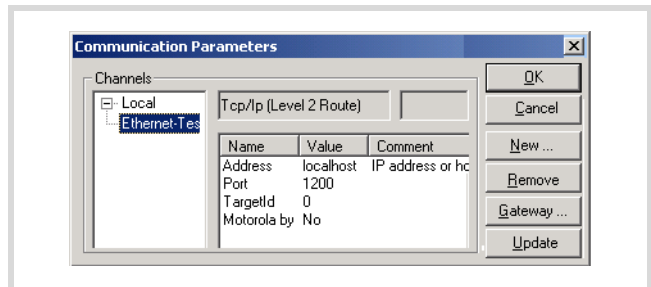 Communication Parameters
Channels
Local
Ethernet-Tes
Tcp/Ip (Level 2 Route)
Name Value Comment
Address localhost IP address or hc
Port 1200
TargetId 0
Motorola by No
OK
Cancel
New ...
Remove
Gateway ...
Update